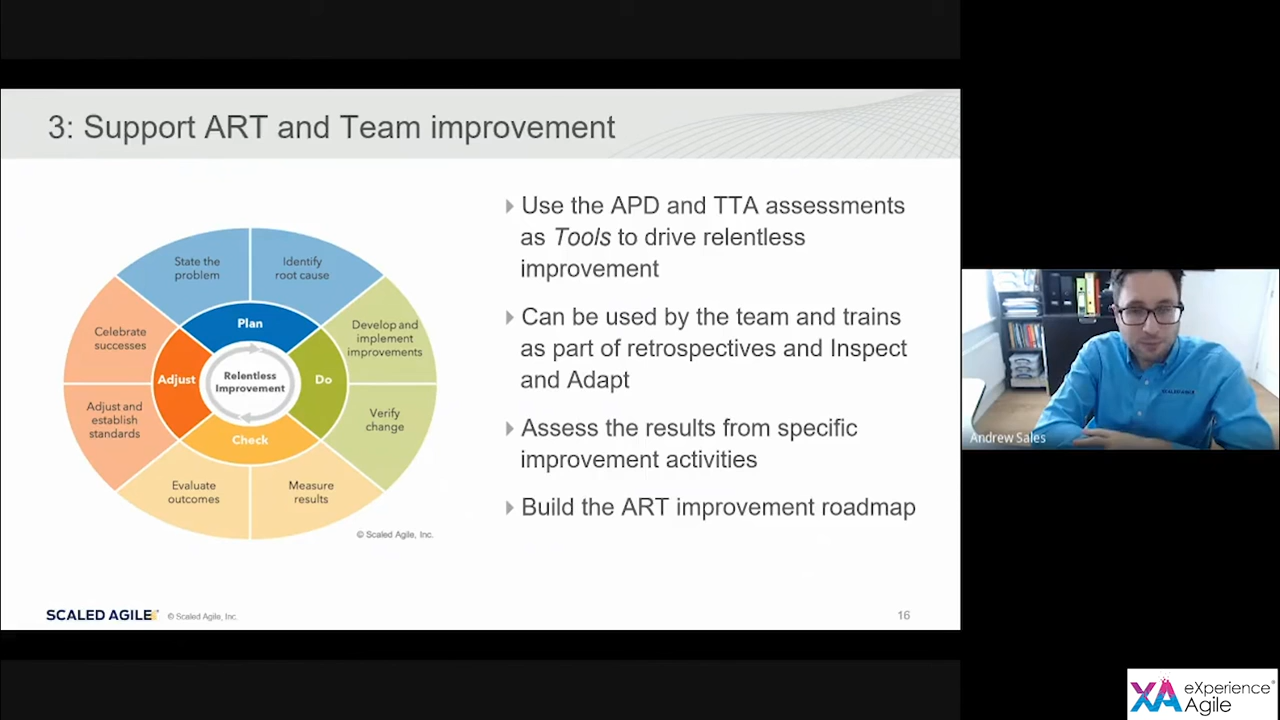 3: Support ART and Team improvement
State the
problem
Identify
root cause
Celebrate
successes
Plan
Develop and
implement
improvements
Adjust
Relentless
Improvement
Do
Adjust and
establish
standards
Check
Verify
change
Evaluate
outcomes
Measure
results
© Scaled Agile, Inc.
Use the APD and TTA assessments
as Tools to drive relentless
improvement
Can be used by the team and trains
as part of retrospectives and Inspect
and Adapt
Assess the results from specific
improvement activities
Build the ART improvement roadmap
SCALED AGILE
© Scaled Agile, Inc.
16
SCALED AGILE
Andrew Sales
XA eXperience
Agile